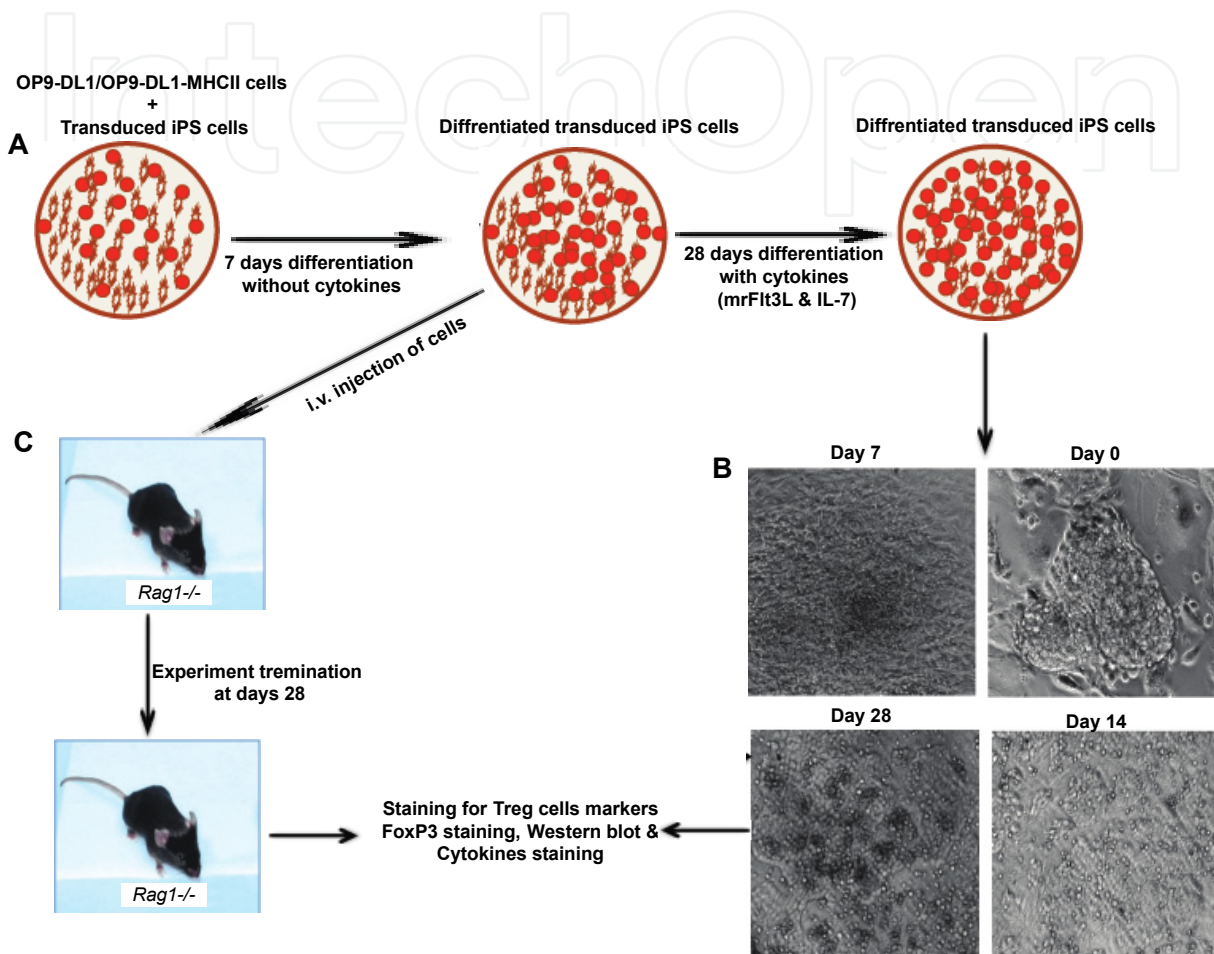 IntechOpen
OP9-DL1/OP9-DL1-MHCII cells
+
Transduced iPS cells
Diffrentiated transduced iPS cells
Diffrentiated transduced iPS cells
A
7 days differentiation
without cytokines
28 days differentiation
with cytokines
(mrFlt3L & IL-7)
i.v. injection of cells
C
Rag1-/-
Experiment tremination
at days 28
Rag1-/-
B
Day 7
Day 0
Day 28
Day 14
Staining for Treg cells markers
FoxP3 staining, Western blot &
Cytokines staining